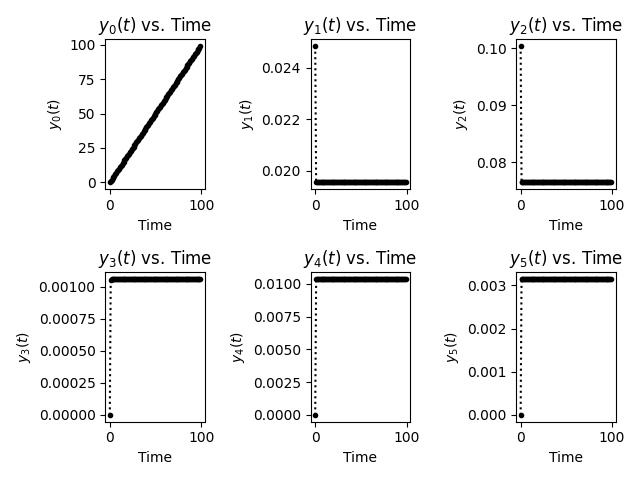 y₀(t) vs. Time
y₁(t) vs. Time
y₂(t) vs. Time
100
75
50
25
0
y₀(t)
0.024
0.022
0.020
y₁(t)
0.10
0.09
0.08
y₂(t)
0 100
0 100
0 100
Time
Time
Time
y₃(t) vs. Time
y₄(t) vs. Time
y₅(t) vs. Time
0.00100
0.00075
0.00050
0.00025
0.00000
y₃(t)
0.0100
0.0075
0.0050
0.0025
0.0000
y₄(t)
0.003
0.002
0.001
0.000
y₅(t)
0 100
0 100
0 100
Time
Time
Time